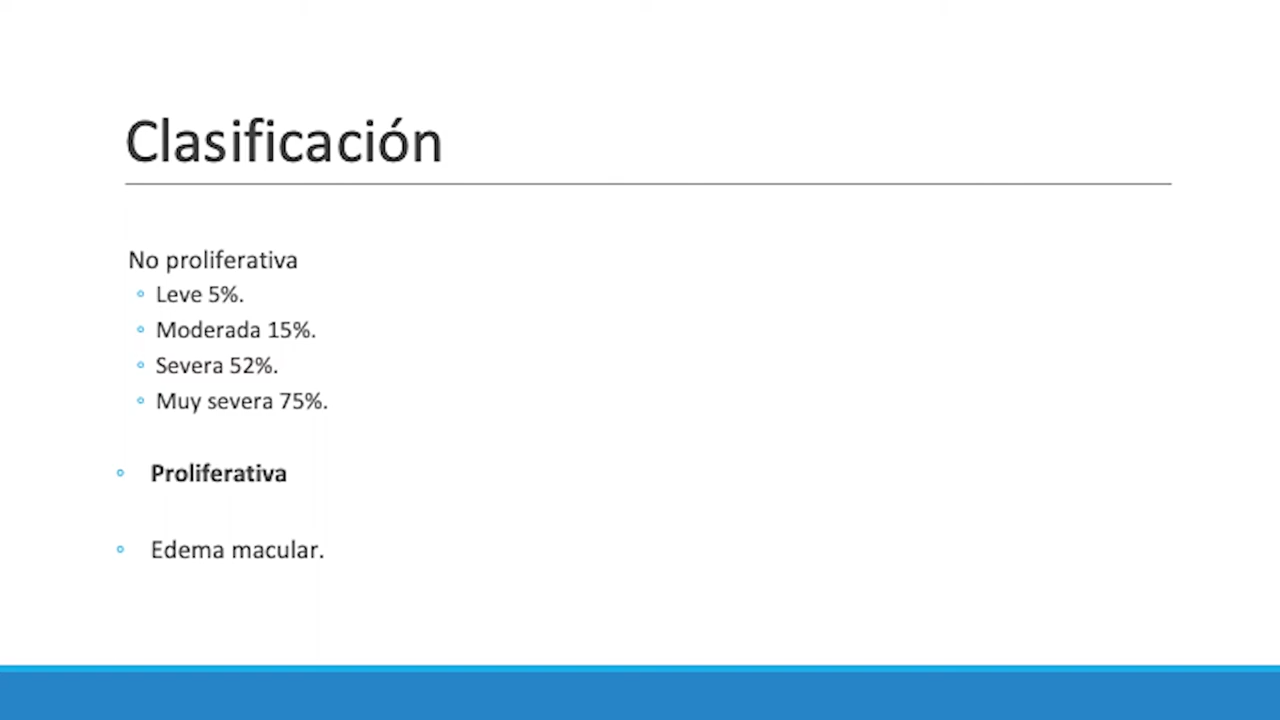 Clasificación
No proliferativa
Leve 5%.
Moderada 15%.
Severa 52%.
Muy severa 75%.
Proliferativa
Edema macular.